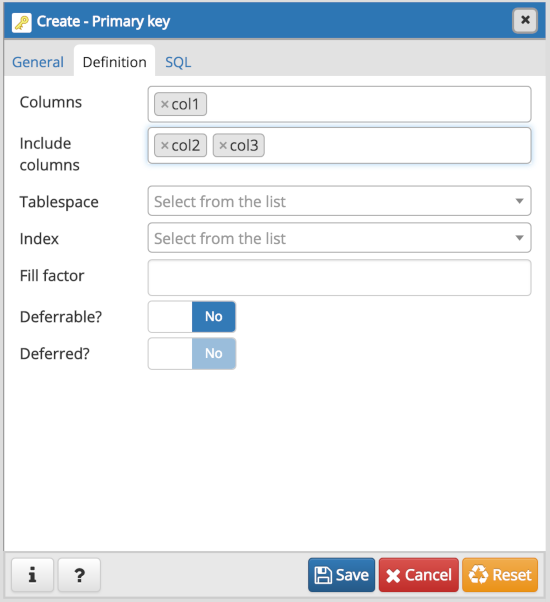 Create - Primary key
General Definition SQL
Columns ×col1
Include columns ×col2 ×col3
Tablespace Select from the list
Index Select from the list
Fill factor
Deferrable? No
Deferred? No
i ? Save Cancel Reset